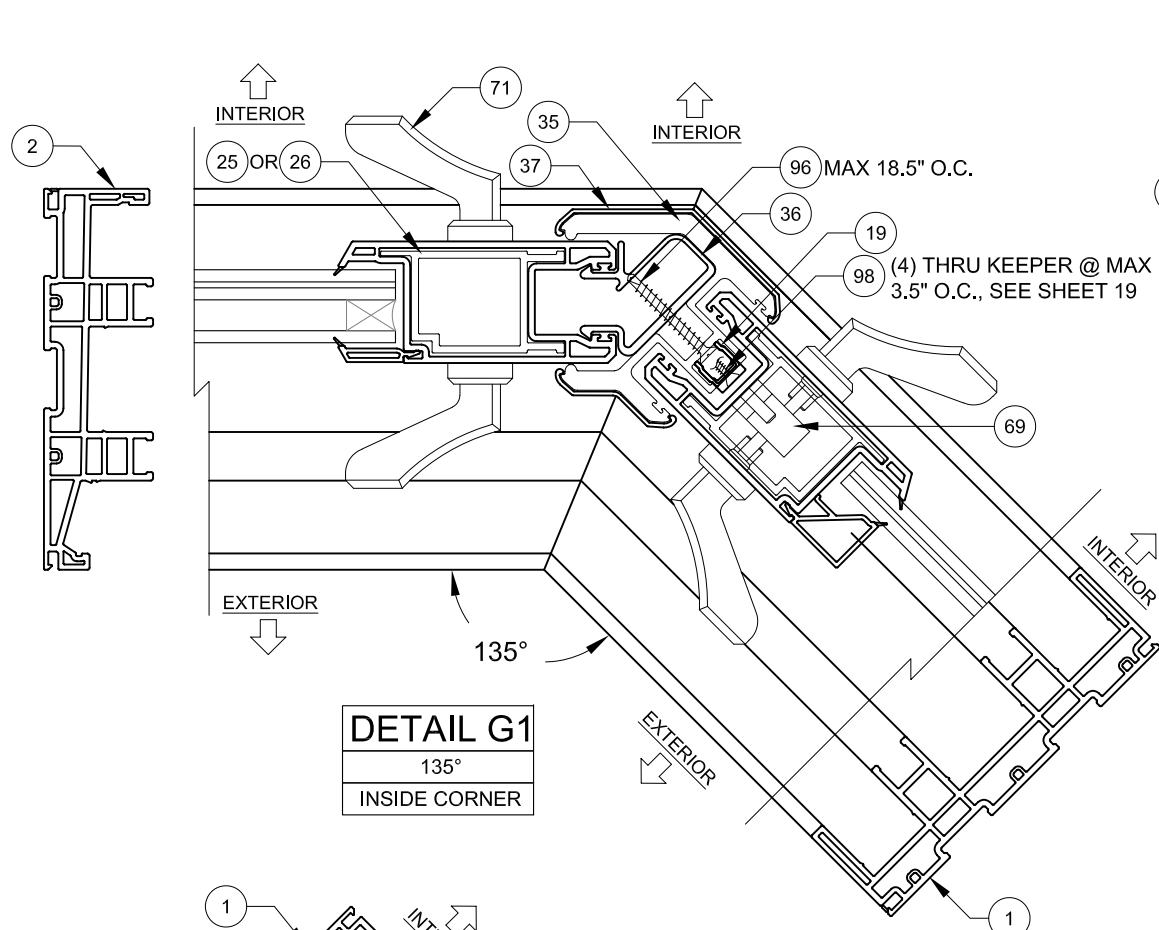 71
INTERIOR
35
INTERIOR
2
25 OR 26
37
96 MAX 18.5" O.C.
36
19
98 (4) THRU KEEPER @ MAX
3.5" O.C., SEE SHEET 19
69
INTERIOR
EXTERIOR
135°
EXTERIOR
DETAIL G1
135°
INSIDE CORNER
1
1